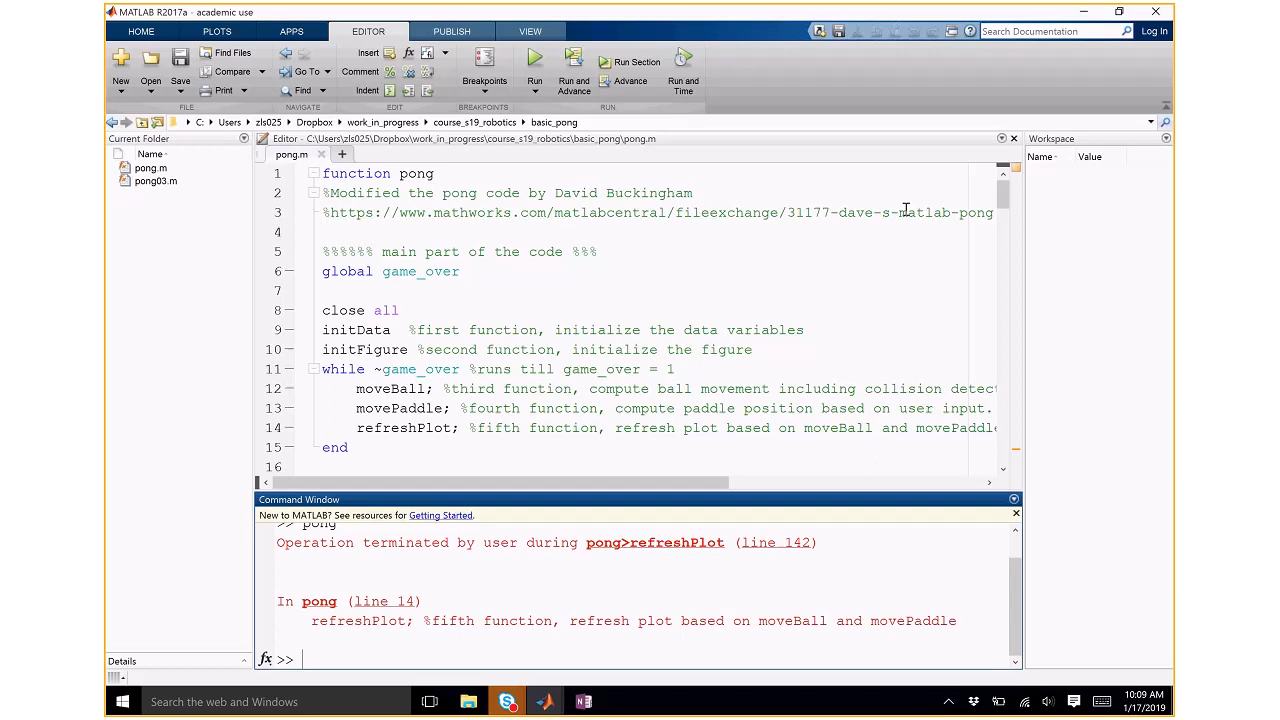 MATLAB R2017a - academic use
HOME PLOTS APPS EDITOR PUBLISH VIEW
Search Documentation
Log In
New Open Save
Find Files
Compare
Print
FILE
Go To
Find
NAVIGATE
Insert fx
Comment % %
Indent
EDIT
Breakpoints
BREAKPOINTS
Run
Run and Advance
Run Section
Advance
Run and Time
RUN
C: Users zls025 Dropbox work_in_progress course_s19_robotics basic_pong
Current Folder
Name
pong.m
pong03.m
Details
Editor - C:\Users\zls025\Dropbox\work_in_progress\course_s19_robotics\basic_pong\pong.m
pong.m
1 function pong
2 %Modified the pong code by David Buckingham
3 %https://www.mathworks.com/matlabcentral/fileexchange/31177-dave-s-matlab-pong
4
5 %%%%%% main part of the code %%%
6 global game_over
7
8 close all
9 initData %first function, initialize the data variables
10 initFigure %second function, initialize the figure
11 while ~game_over %runs till game_over = 1
12 moveBall; %third function, compute ball movement including collision detec
13 movePaddle; %fourth function, compute paddle position based on user input.
14 refreshPlot; %fifth function, refresh plot based on moveBall and movePaddle
15 end
16
Command Window
New to MATLAB? See resources for Getting Started.
>> pong
Operation terminated by user during pong>refreshPlot (line 142)
In pong (line 14)
refreshPlot; %fifth function, refresh plot based on moveBall and movePaddle
fx >>
Workspace
Name Value
Search the web and Windows
10:09 AM
1/17/2019